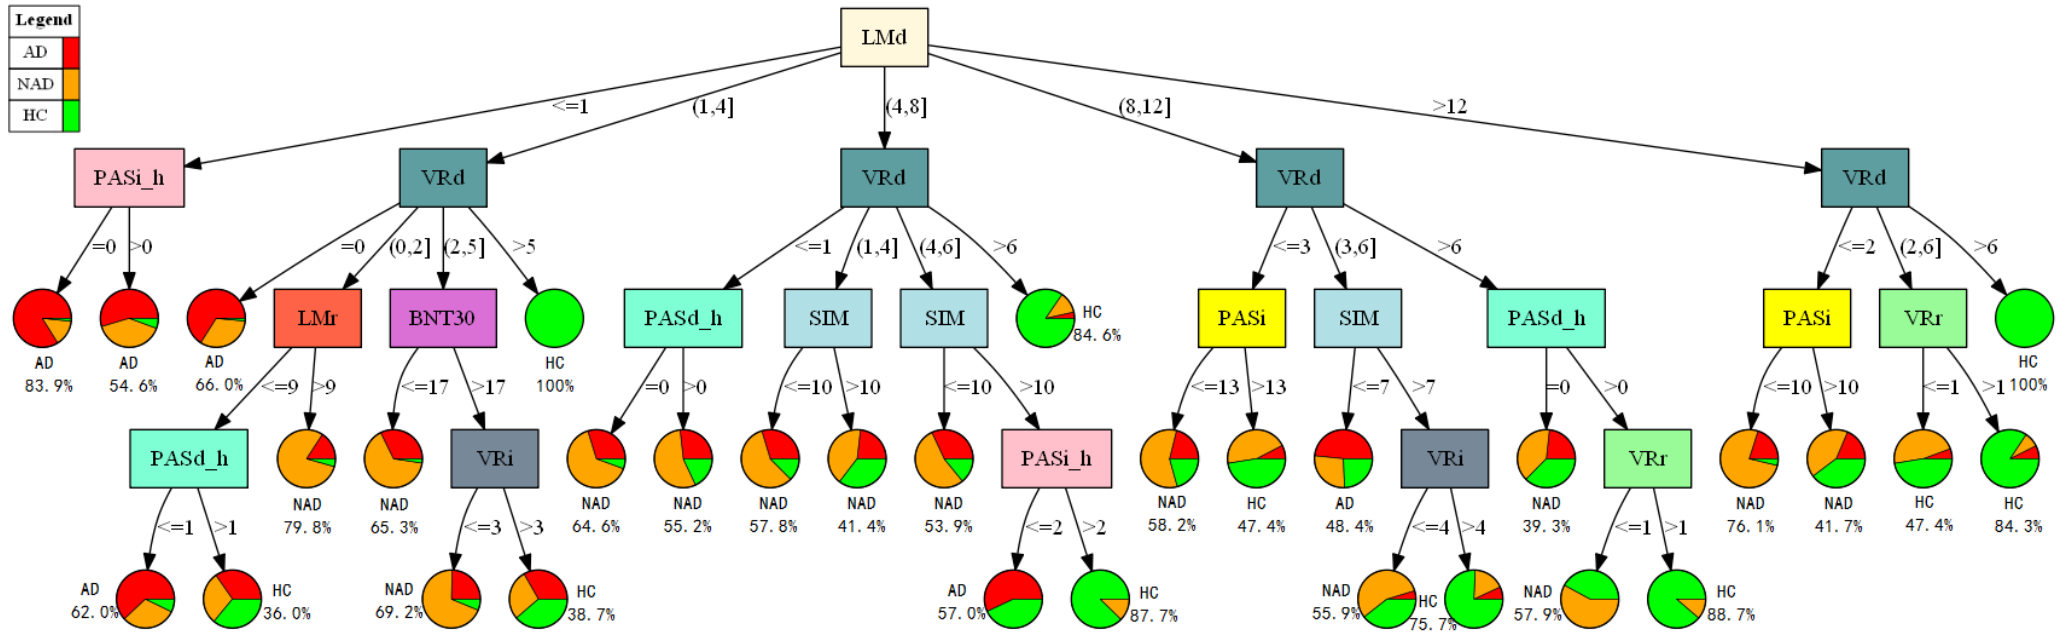 Legend
AD
NAD
HC
LMd
<=1
(1,4]
(4,8]
(8,12]
>12
PASi_h
VRd
VRd
VRd
VRd
=0
>0
=0
(0,2]
(2,5]
>5
<=1
(1,4]
(4,6]
>6
<=3
(3,6]
>6
<=2
(2,6]
>6
AD
83.9%
AD
54.6%
AD
66.0%
LMr
BNT30
HC
100%
PASd_h
SIM
SIM
HC
84.6%
PASi
SIM
PASd_h
PASi
VRr
HC
100%
<=9
>9
<=17
>17
=0
>0
<=10
>10
<=10
>10
<=13
>13
<=7
>7
=0
>0
<=10
>10
<=1
>1
PASd_h
NAD
79.8%
NAD
65.3%
VRi
NAD
64.6%
NAD
55.2%
NAD
57.8%
NAD
41.4%
NAD
53.9%
PASi_h
NAD
58.2%
HC
47.4%
AD
48.4%
VRi
NAD
39.3%
VRr
NAD
76.1%
NAD
41.7%
HC
47.4%
HC
84.3%
<=1
>1
<=3
>3
<=2
>2
<=4
>4
<=1
>1
AD
62.0%
HC
36.0%
NAD
69.2%
HC
38.7%
AD
57.0%
HC
87.7%
NAD
55.9%
HC
75.7%
NAD
57.9%
HC
88.7%